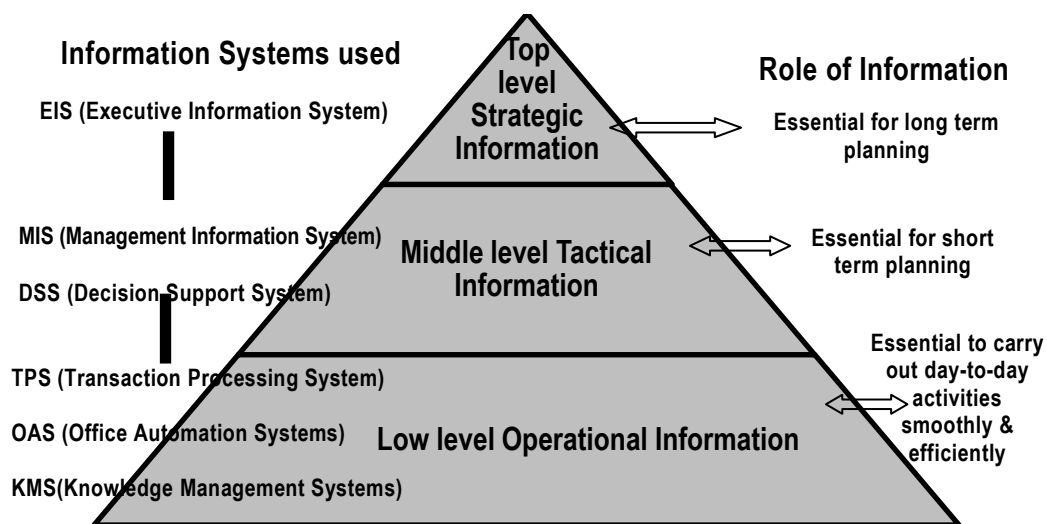 Information Systems used
EIS (Executive Information System)
MIS (Management Information System)
DSS (Decision Support System)
TPS (Transaction Processing System)
OAS (Office Automation Systems)
KMS(Knowledge Management Systems)
Top
level
Strategic
Information
Middle level Tactical
Information
Low level Operational Information
Role of Information
Essential for long term
planning
Essential for short
term planning
Essential to carry
out day-to-day
activities
smoothly &
efficiently